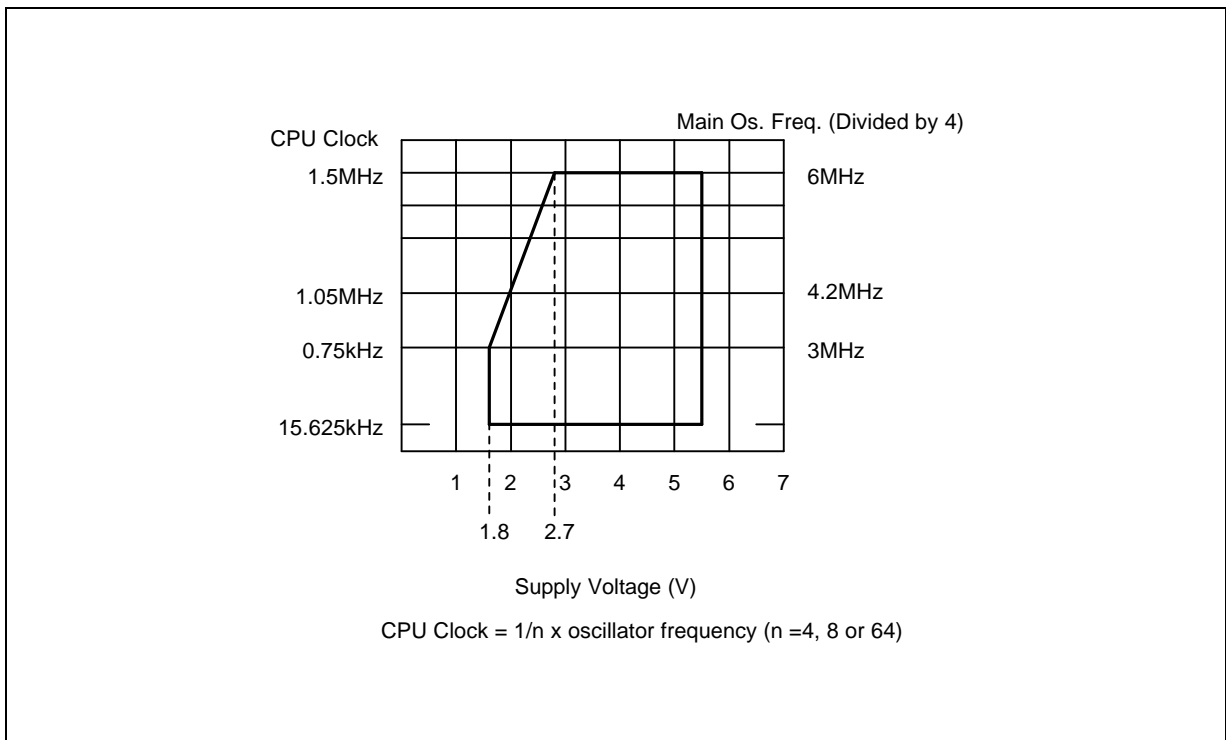 Main Os. Freq. (Divided by 4)
CPU Clock
1.5MHz
6MHz
1.05MHz
4.2MHz
0.75kHz
3MHz
15.625kHz
1 2 3 4 5 6 7
1.8 2.7
Supply Voltage (V)
CPU Clock = 1/n x oscillator frequency (n =4, 8 or 64)